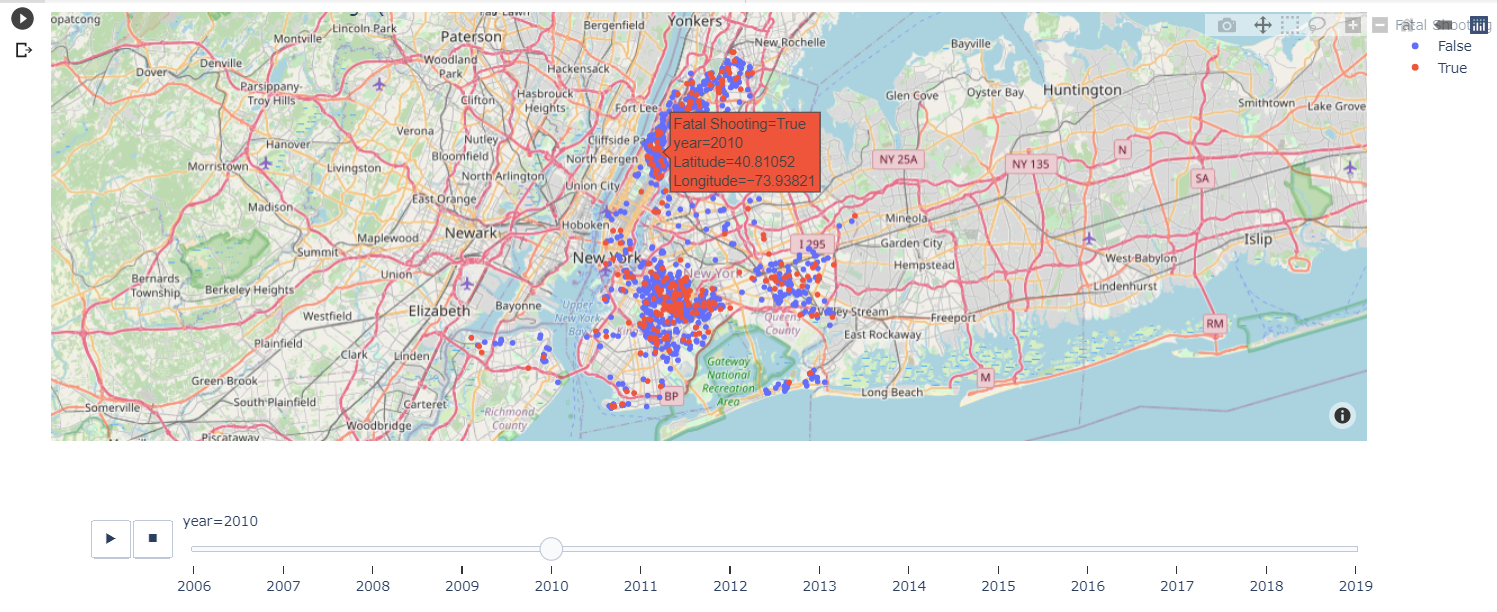 Yonkers
Bergenfield
Lincoln Park
Paterson
Montville
New Rochelle
Bayville
Fatal Shooting
False
True
Denville
Dover
Woodland
Park
Hackensack
Parsippany-
Troy Hills
Clifton
Hasbrouck
Heights
Fort Lee
Glen Cove
Oyster Bay
Huntington
Smithtown
Lake Grove
Hanover
Verona
Nutley
Cliffside Pa
Bloomfield
North Bergen
Morristown
Livingston
North Arlington
Union City
East Orange
Fatal Shooting=True
year=2010
Latitude=40.81052
Longitude=−73.93821
NY 25A
NY 135
N
SA
Madison
Maplewood
Newark
Hoboken
Mineola
Summit
I 295
Garden City
Islip
New York
New York
Hempstead
West Babylon
Bernards
Township
Berkeley Heights
Union
Elizabeth
Bayonne
Upper
New York
Bay
Lindenhurst
Westfield
Queens
County
Valley Stream
Freeport
RM
East Rockaway
Plainfield
Clark
Linden
Gateway
National
Recreation
Area
Green Brook
South Plainfield
M
BP
Long Beach
Somerville
Carteret
Richmond
County
Woodbridge
Piscataway
year=2010
2006 2007 2008 2009 2010 2011 2012 2013 2014 2015 2016 2017 2018 2019